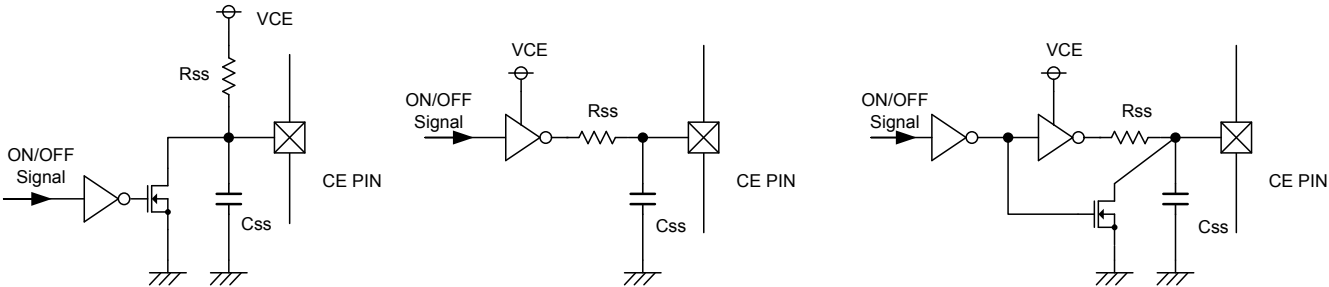 VCE
Rss
ON/OFF
Signal
CE PIN
Css
VCE
ON/OFF
Signal
Rss
CE PIN
Css
VCE
ON/OFF
Signal
Rss
CE PIN
Css